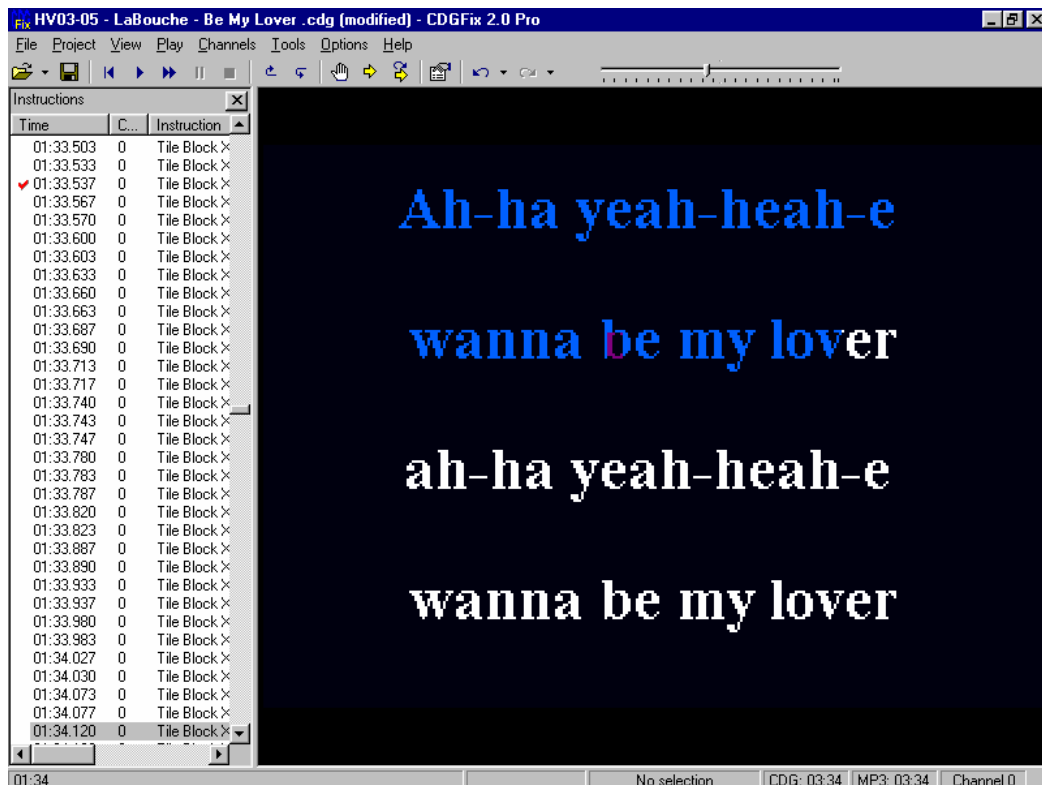 HV03-05 - LaBouche - Be My Lover .cdg (modified) - CDGFix 2.0 Pro
File Project View Play Channels Tools Options Help
Instructions
Time C... Instruction
01:33.503 0 Tile Block X
01:33.533 0 Tile Block X
01:33.537 0 Tile Block X
01:33.567 0 Tile Block X
01:33.570 0 Tile Block X
01:33.600 0 Tile Block X
01:33.603 0 Tile Block X
01:33.633 0 Tile Block X
01:33.660 0 Tile Block X
01:33.663 0 Tile Block X
01:33.687 0 Tile Block X
01:33.690 0 Tile Block X
01:33.713 0 Tile Block X
01:33.717 0 Tile Block X
01:33.740 0 Tile Block X
01:33.743 0 Tile Block X
01:33.747 0 Tile Block X
01:33.780 0 Tile Block X
01:33.783 0 Tile Block X
01:33.787 0 Tile Block X
01:33.820 0 Tile Block X
01:33.823 0 Tile Block X
01:33.887 0 Tile Block X
01:33.890 0 Tile Block X
01:33.933 0 Tile Block X
01:33.937 0 Tile Block X
01:33.980 0 Tile Block X
01:33.983 0 Tile Block X
01:34.027 0 Tile Block X
01:34.030 0 Tile Block X
01:34.073 0 Tile Block X
01:34.077 0 Tile Block X
01:34.120 0 Tile Block X
Ah-ha yeah-heah-e
wanna be my lover
ah-ha yeah-heah-e
wanna be my lover
01:34 No selection CDG: 03:34 MP3: 03:34 Channel 0